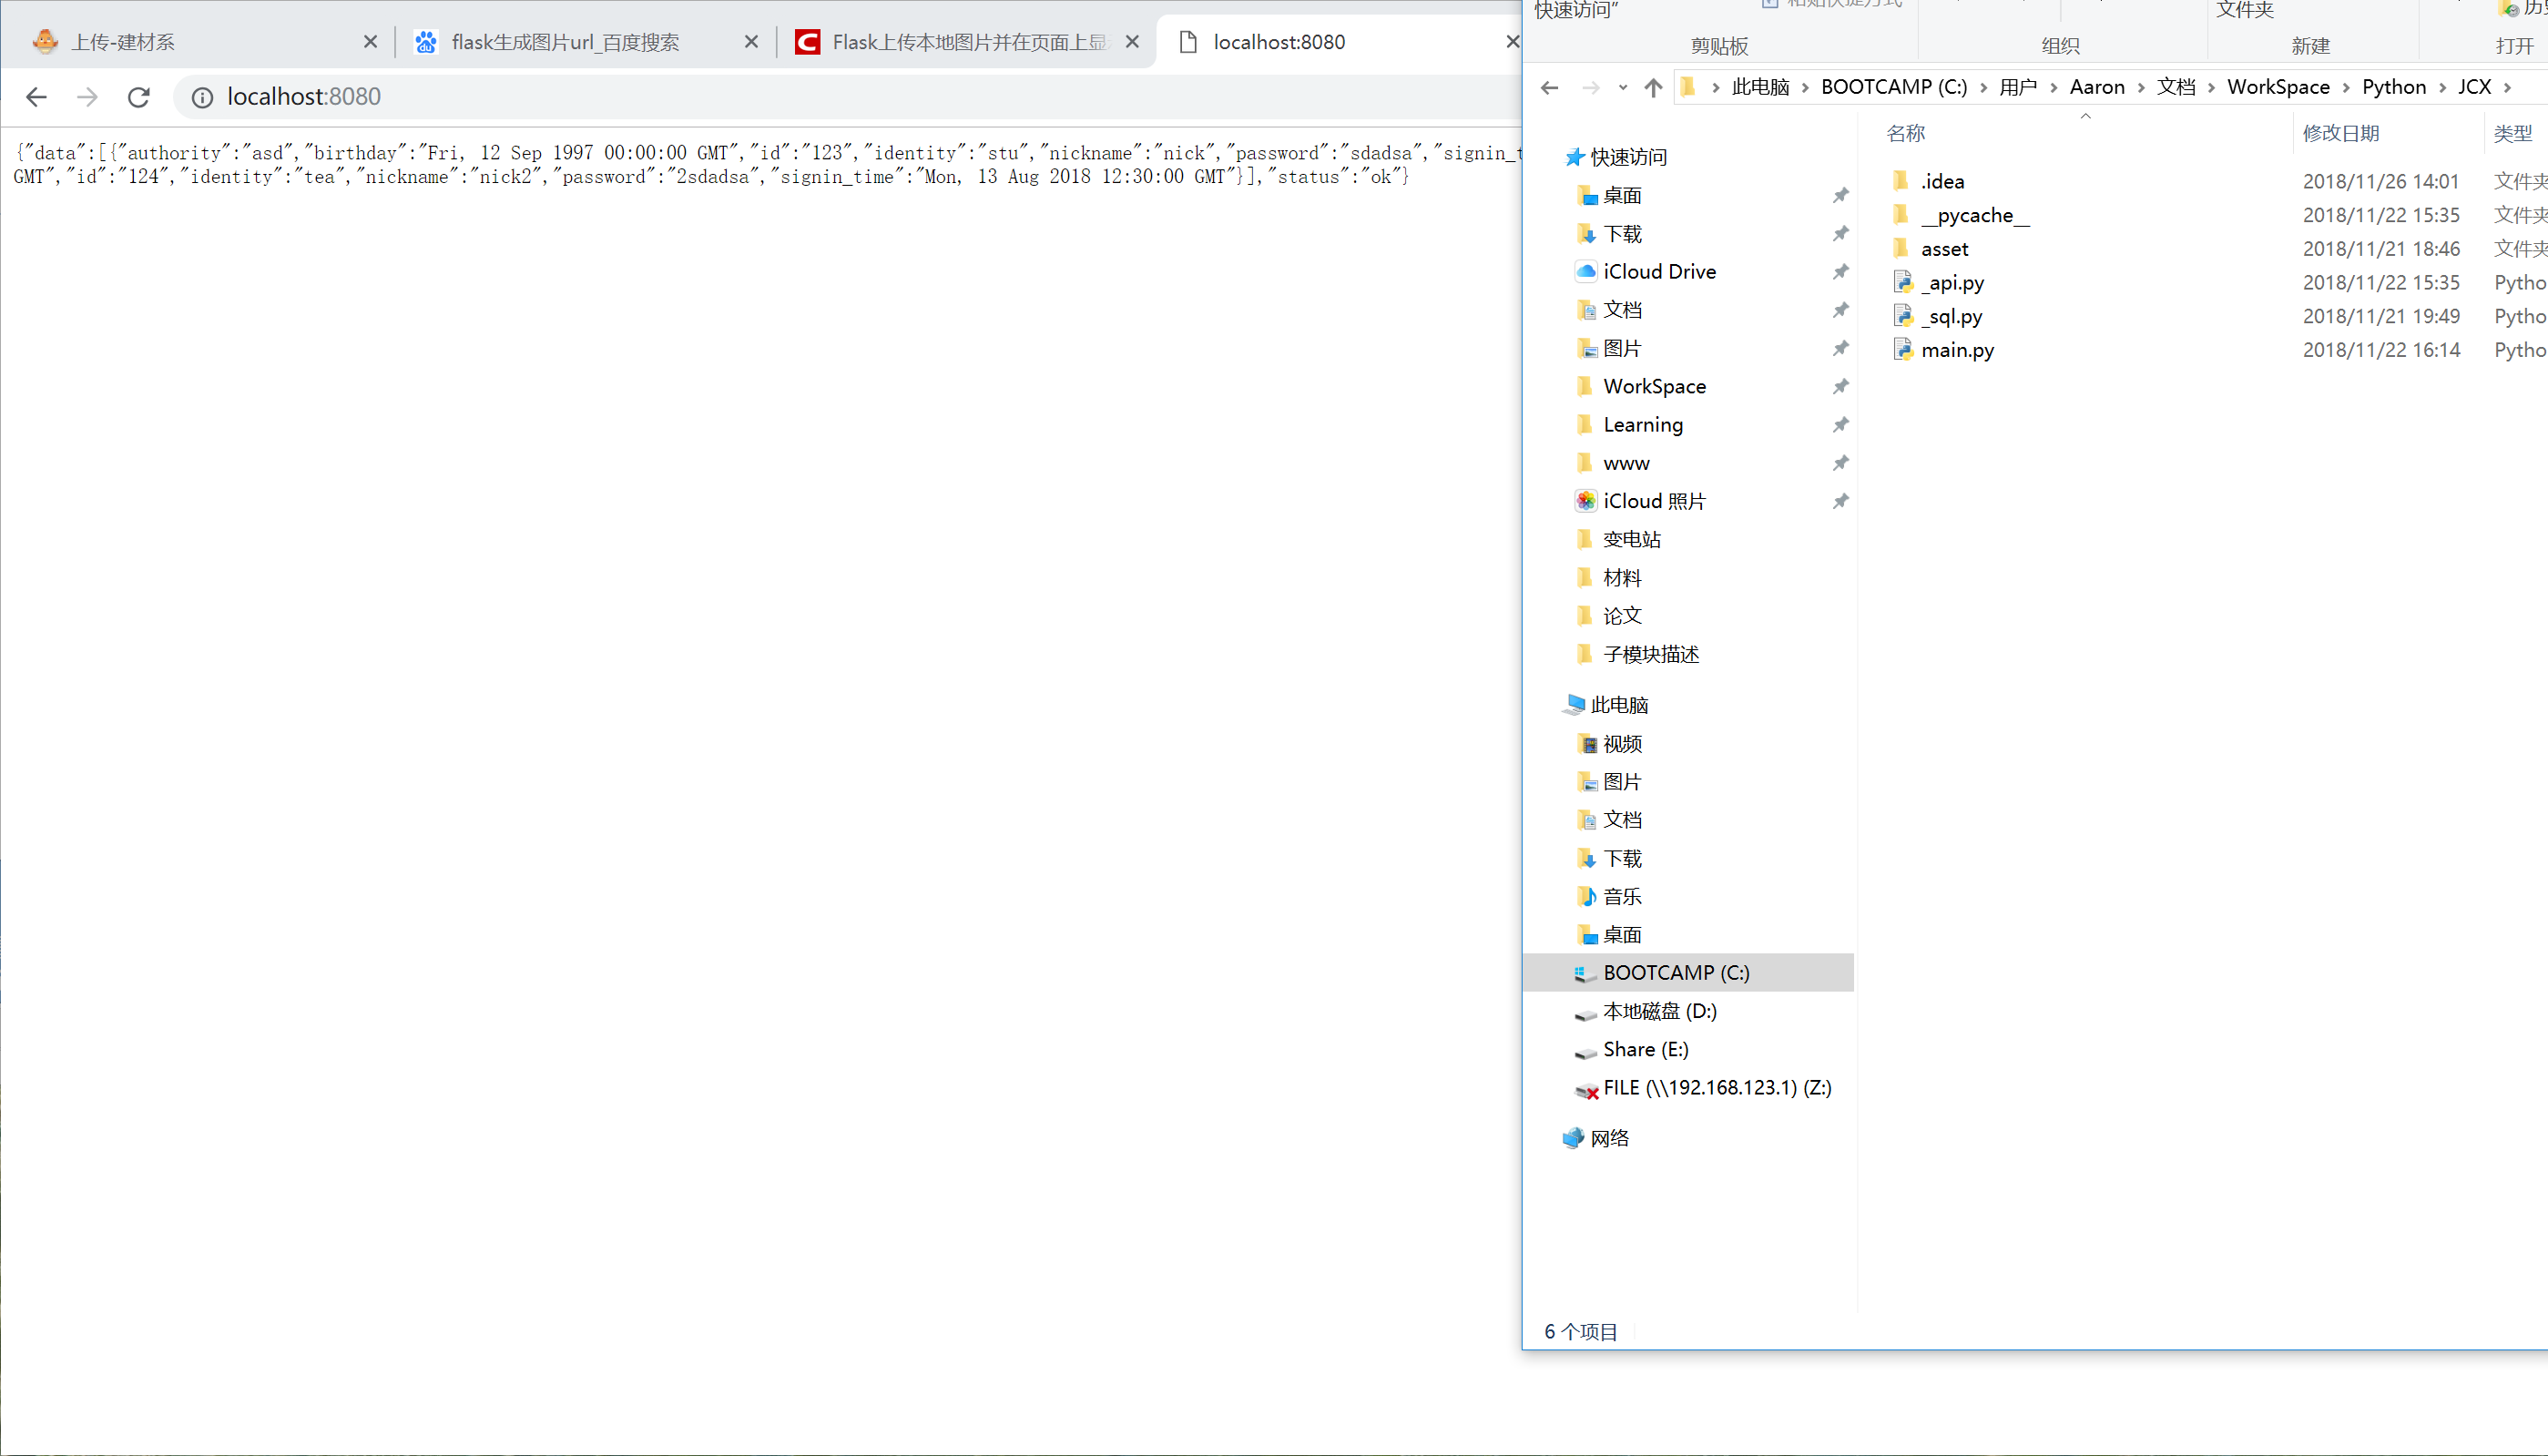 上传-建材系
flask生成图片url_百度搜索
Flask上传本地图片并在页面上显
localhost:8080
localhost:8080
{"data":[{"authority":"asd","birthday":"Fri, 12 Sep 1997 00:00:00 GMT","id":"123","identity":"stu","nickname":"nick","password":"sdadsa","signin_t
GMT","id":"124","identity":"tea","nickname":"nick2","password":"2sdadsa","signin_time":"Mon, 13 Aug 2018 12:30:00 GMT"}],"status":"ok"}
快速访问"
粘贴快捷方式
文件夹
剪贴板
组织
新建
打开
此电脑 > BOOTCAMP (C:) > 用户 > Aaron > 文档 > WorkSpace > Python > JCX >
名称 修改日期 类型
快速访问
桌面
下载
iCloud Drive
文档
图片
WorkSpace
Learning
www
iCloud 照片
变电站
材料
论文
子模块描述
此电脑
视频
图片
文档
下载
音乐
桌面
BOOTCAMP (C:)
本地磁盘 (D:)
Share (E:)
FILE (\\192.168.123.1) (Z:)
网络
.idea 2018/11/26 14:01 文件夹
__pycache__ 2018/11/22 15:35 文件夹
asset 2018/11/21 18:46 文件夹
_api.py 2018/11/22 15:35 Pytho
_sql.py 2018/11/21 19:49 Pytho
main.py 2018/11/22 16:14 Pytho
6 个项目